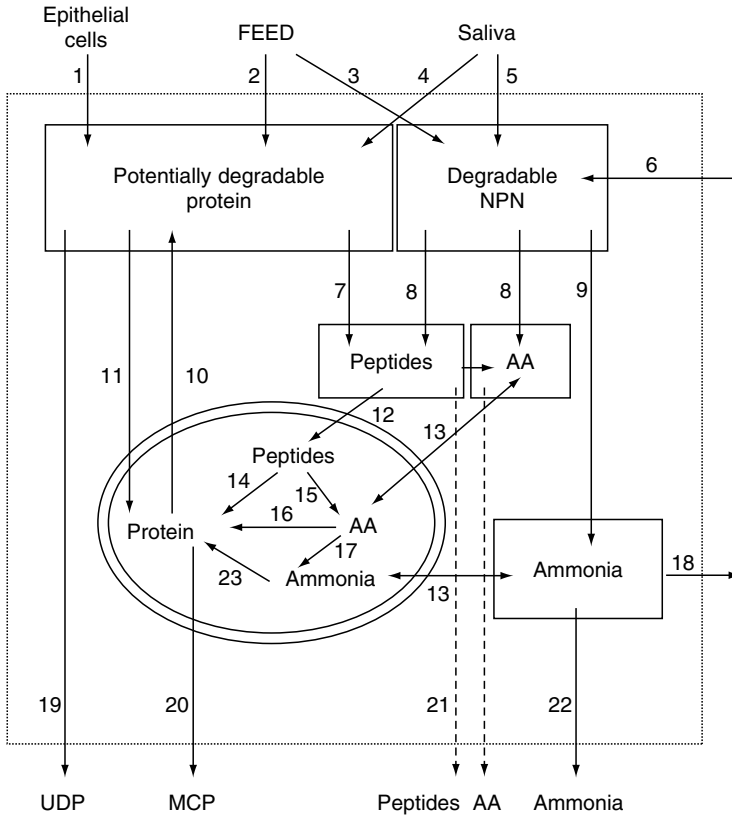 Epithelial
cells
FEED
Saliva
1
2
3
4
5
Potentially degradable
protein
Degradable
NPN
6
7
8
8
9
Peptides
AA
11
10
12
13
Peptides
14
15
16
AA
Protein
17
23
Ammonia
13
Ammonia
18
19
20
21
22
UDP
MCP
Peptides
AA
Ammonia